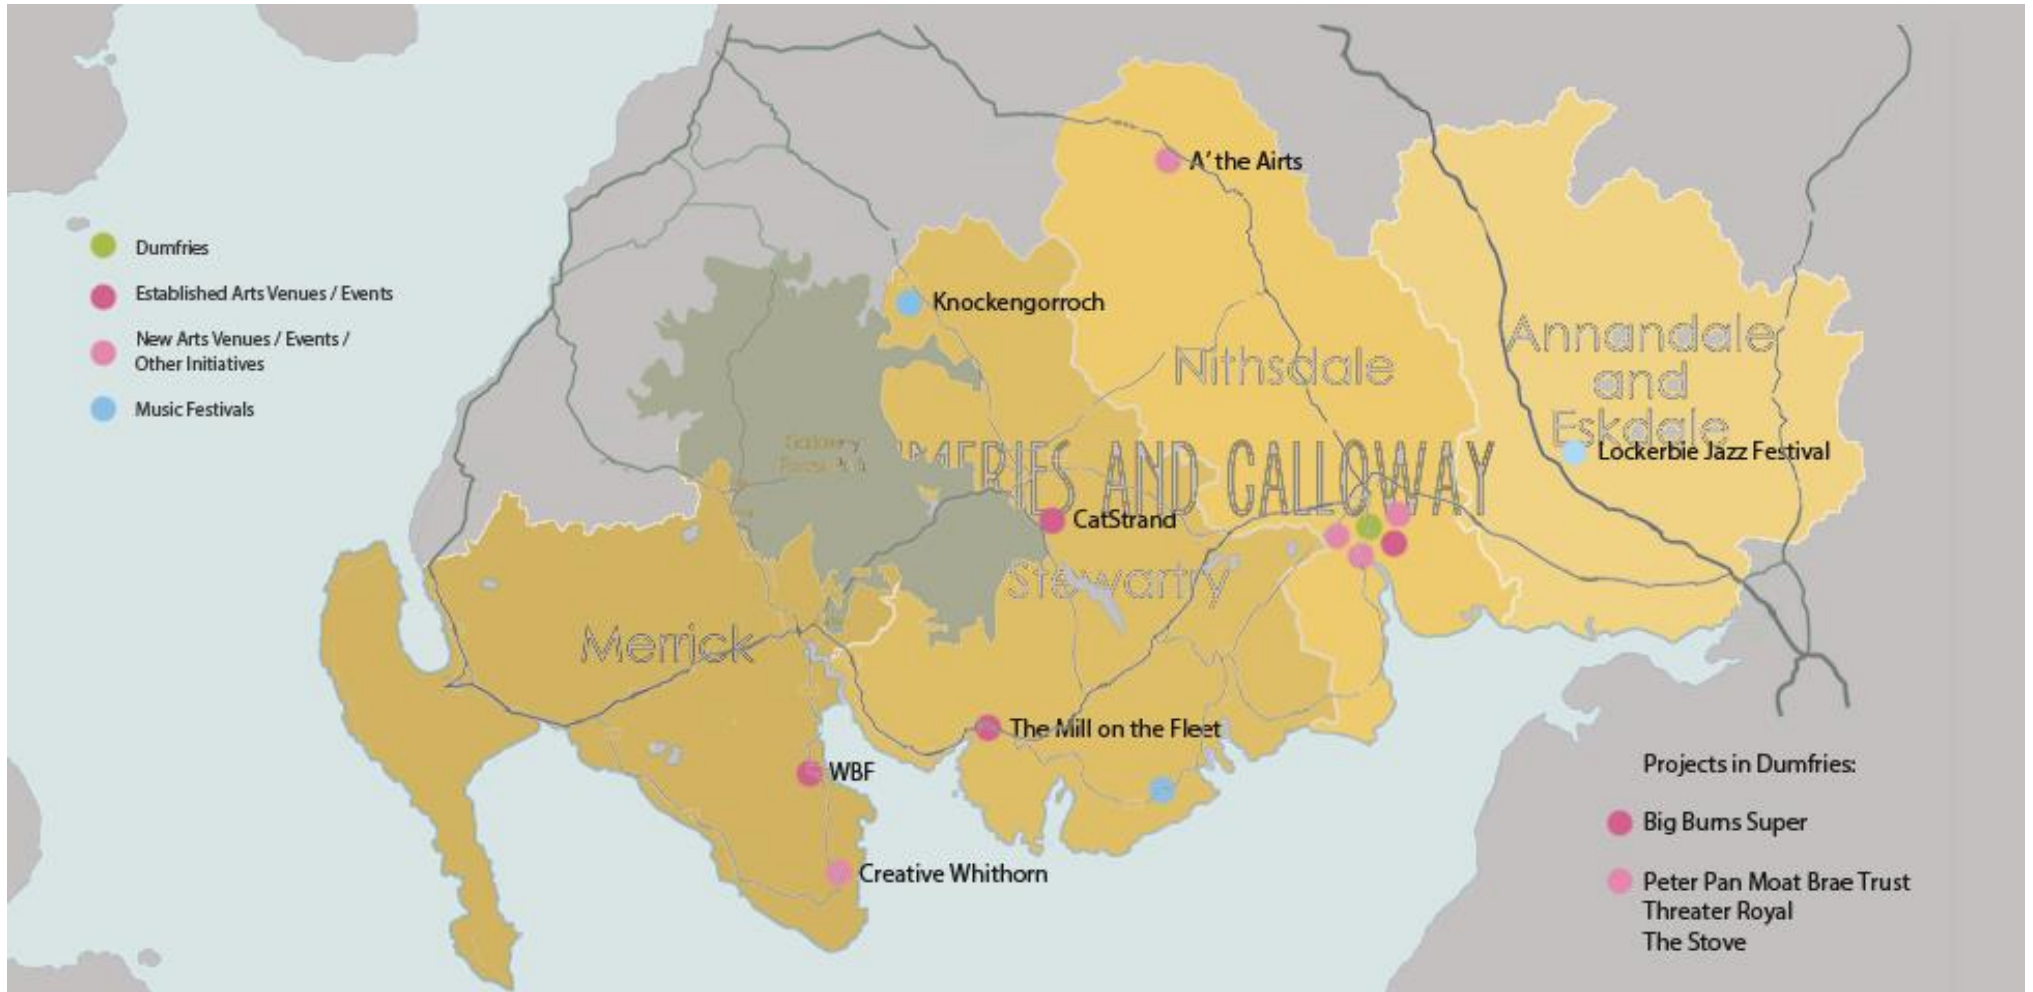 A' the Airts
Dumfries
Established Arts Venues / Events
New Arts Venues / Events /
Other Initiatives
Music Festivals
Knockengorroch
Nithsdale
Annandale
and
Eskdale
Lockerbie Jazz Festival
Galloway
AND GALLOWAY
CatStrand
Stewartry
Merrick
The Mill on the Fleet
WBF
Creative Whithorn
Projects in Dumfries:
Big Burns Super
Peter Pan Moat Brae Trust
Threater Royal
The Stove